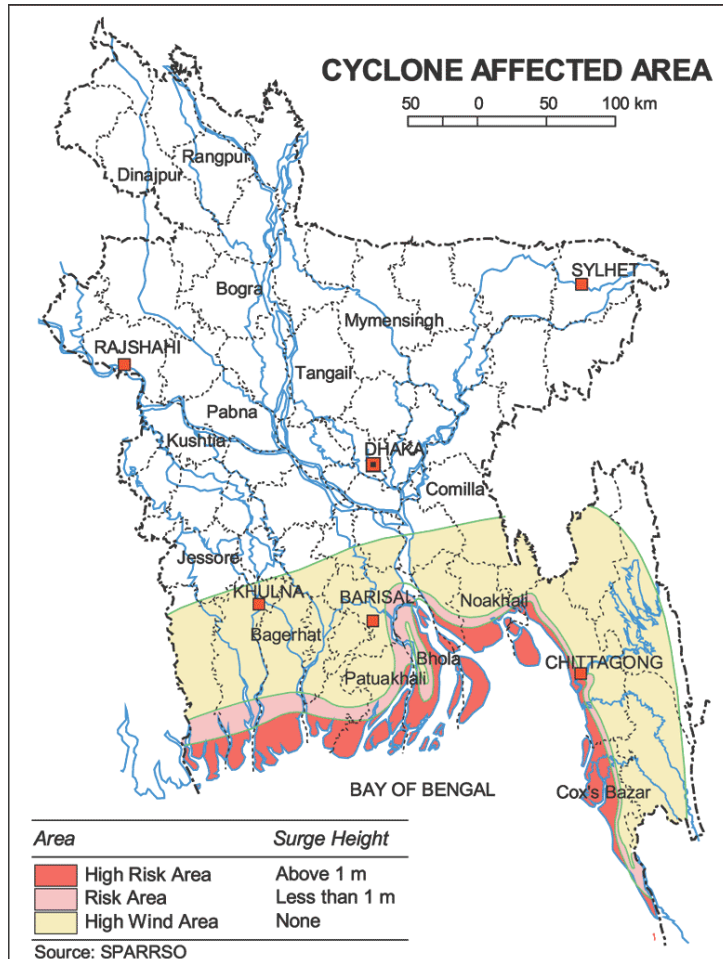 CYCLONE AFFECTED AREA
50 0 50 100 km
Rangpur
Dinajpur
SYLHET
Bogra
Mymensingh
RAJSHAHI
Tangail
Pabna
Kushtia
DHAKA
Comilla
Jessore
KHULNA
BARISAL
Noakhali
Bagerhat
Bhola
CHITTAGONG
Patuakhali
BAY OF BENGAL
Cox's Bazar
Area Surge Height
High Risk Area Above 1 m
Risk Area Less than 1 m
High Wind Area None
1
Source: SPARRSO